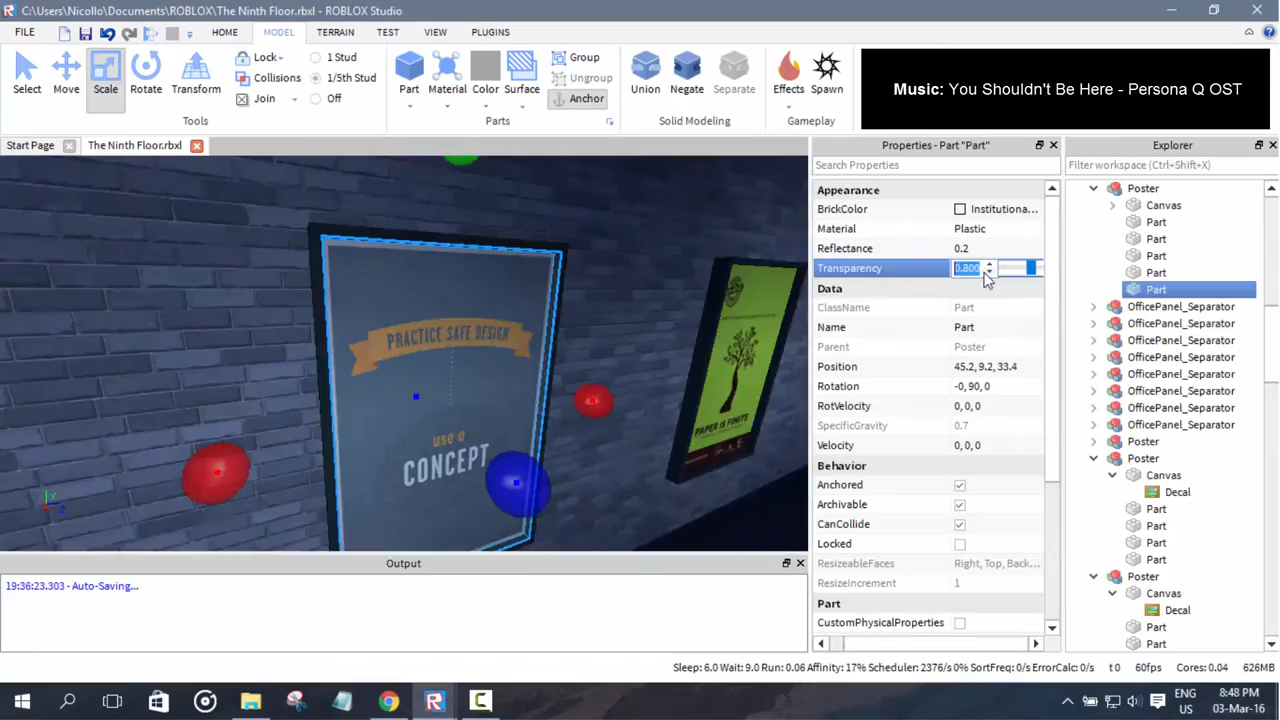 C:\Users\Nicollo\Documents\ROBLOX\The Ninth Floor.rbxl - ROBLOX Studio
FILE HOME MODEL TERRAIN TEST VIEW PLUGINS
Select Move Scale Rotate Transform
Lock
Collisions
Join
1 Stud
1/5th Stud
Off
Tools
Part Material Color Surface
Group
Ungroup
Anchor
Parts
Union Negate Separate
Solid Modeling
Effects Spawn
Gameplay
Music: You Shouldn't Be Here - Persona Q OST
Start Page The Ninth Floor.rbxl
PRACTICE SAFE DESIGN
use a
CONCEPT
PAPER IS FINITE
Properties - Part "Part"
Search Properties
Appearance
BrickColor Instituiona...
Material Plastic
Reflectance 0.2
Transparency 0.800
Data
ClassName Part
Name Part
Parent Poster
Position 45.2, 9.2, 33.4
Rotation -0, 90, 0
RotVelocity 0, 0, 0
SpecificGravity 0.7
Velocity 0, 0, 0
Behavior
Anchored
Archivable
CanCollide
Locked
ResizeableFaces Right, Top, Back...
ResizeIncrement 1
Part
CustomPhysicalProperties
Explorer
Filter workspace (Ctrl+Shift+X)
Poster
Canvas
Part
Part
Part
Part
Part
OfficePanel_Separator
OfficePanel_Separator
OfficePanel_Separator
OfficePanel_Separator
OfficePanel_Separator
OfficePanel_Separator
OfficePanel_Separator
OfficePanel_Separator
Poster
Poster
Canvas
Decal
Part
Part
Part
Part
Poster
Canvas
Decal
Part
Part
Output
19:36:23.303 - Auto-Saving...
Sleep: 6.0 Wait: 9.0 Run: 0.06 Affinity: 17% Scheduler: 2376/s 0% SortFreq: 0/s ErrorCalc: 0/s t 0 60fps Cores: 0.04 626MB
ENG
US
8:48 PM
03-Mar-16